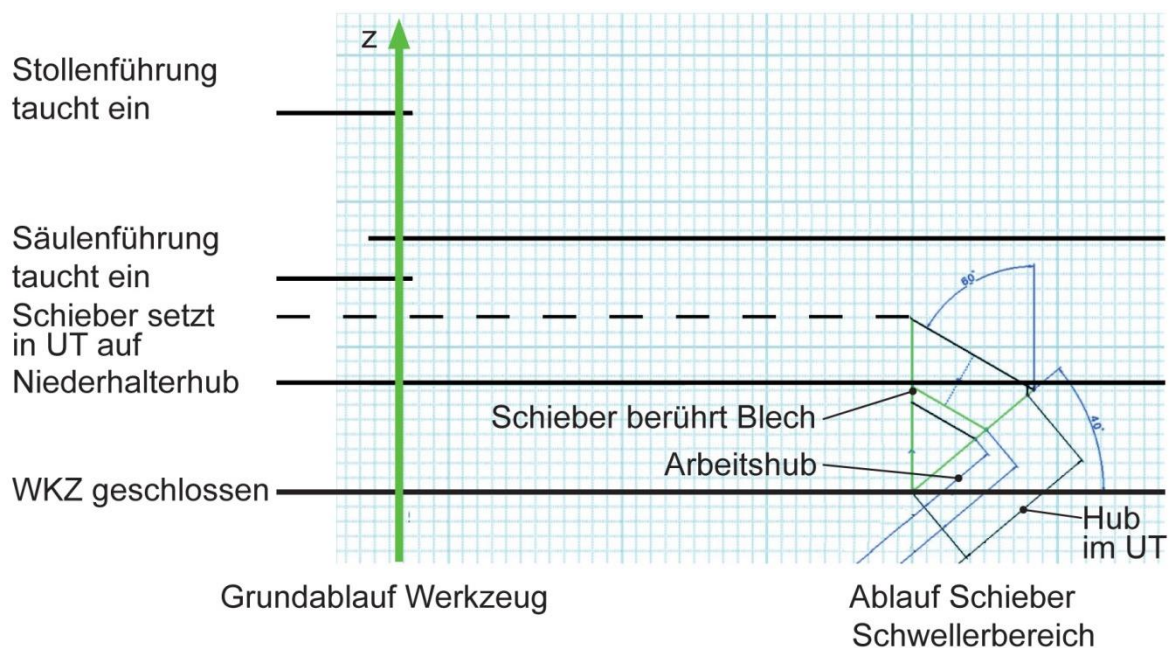 z
Stollenführung
taucht ein
Säulenführung
taucht ein
Schieber setzt
in UT auf
Niederhalterhub
WKZ geschlossen
60°
40°
Schieber berührt Blech
Arbeitshub
Hub
im UT
Grundablauf Werkzeug
Ablauf Schieber
Schwellerbereich